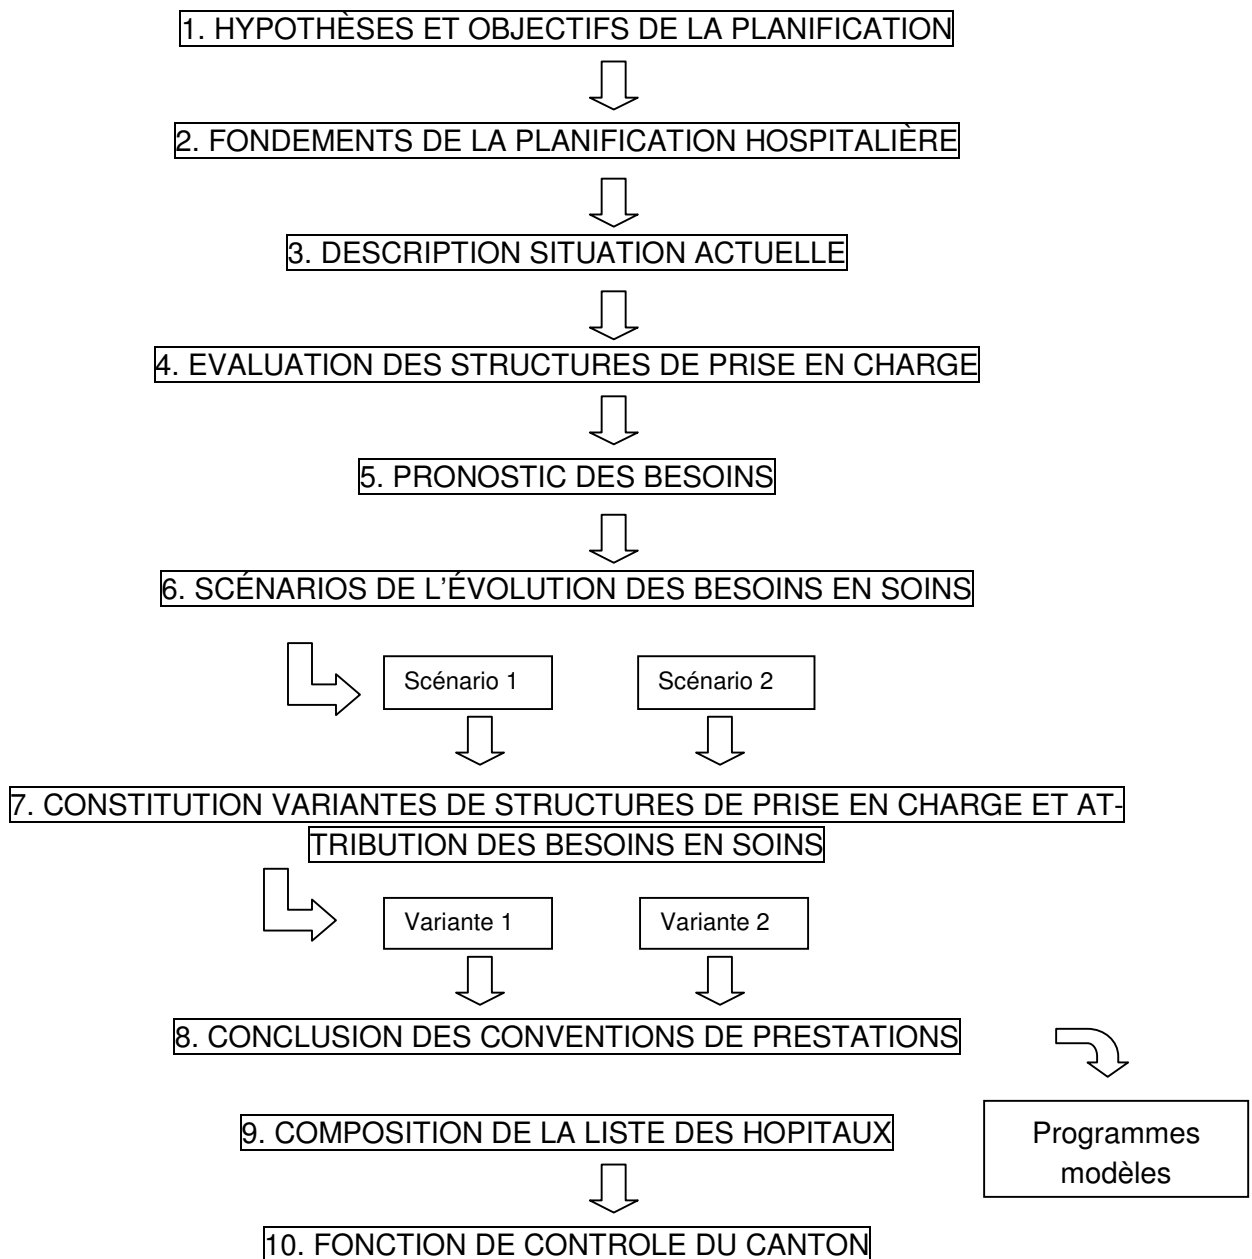 1. HYPOTHÈSES ET OBJECTIFS DE LA PLANIFICATION
2. FONDEMENTS DE LA PLANIFICATION HOSPITALIÈRE
3. DESCRIPTION SITUATION ACTUELLE
4. EVALUATION DES STRUCTURES DE PRISE EN CHARGE
5. PRONOSTIC DES BESOINS
6. SCÉNARIOS DE L'ÉVOLUTION DES BESOINS EN SOINS
Scénario 1
Scénario 2
7. CONSTITUTION VARIANTES DE STRUCTURES DE PRISE EN CHARGE ET AT-
TRIBUTION DES BESOINS EN SOINS
Variante 1
Variante 2
8. CONCLUSION DES CONVENTIONS DE PRESTATIONS
9. COMPOSITION DE LA LISTE DES HOPITAUX
Programmes
modèles
10. FONCTION DE CONTROLE DU CANTON